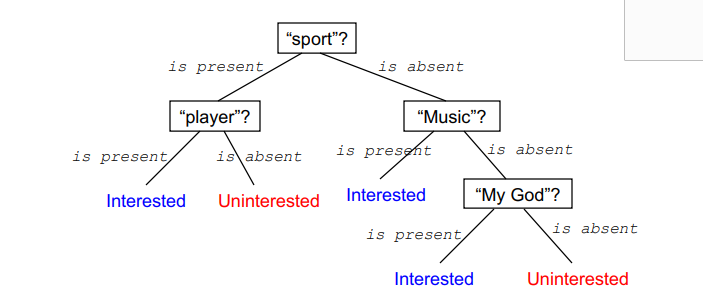 “sport”?
is present
is absent
“player”?
“Music”?
is present
is absent
is present
is absent
Interested
Uninterested
Interested
“My God”?
is present
is absent
Interested
Uninterested